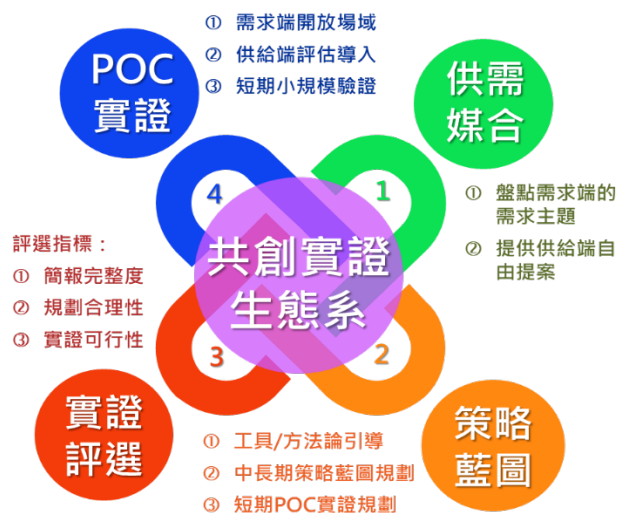 POC
實證
① 需求端開放場域
② 供給端評估導入
③ 短期小規模驗證
供需
媒合
4
1
① 盤點需求端的
需求主題
② 提供供給端自
由提案
共創實證
生態系
評選指標：
① 簡報完整度
② 規劃合理性
③ 實證可行性
3
2
實證
評選
① 工具/方法論引導
② 中長期策略藍圖規劃
③ 短期POC實證規劃
策略
藍圖